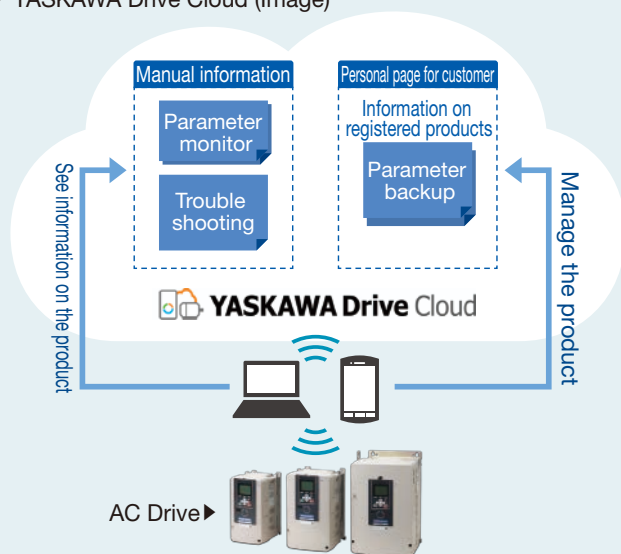 YASKAWA Drive Cloud (Image)
Manual information
Parameter
monitor
Trouble
shooting
Personal page for customer
Information on
registered products
Parameter
backup
See information on the product
Manage the product
YASKAWA Drive Cloud
AC Drive▶